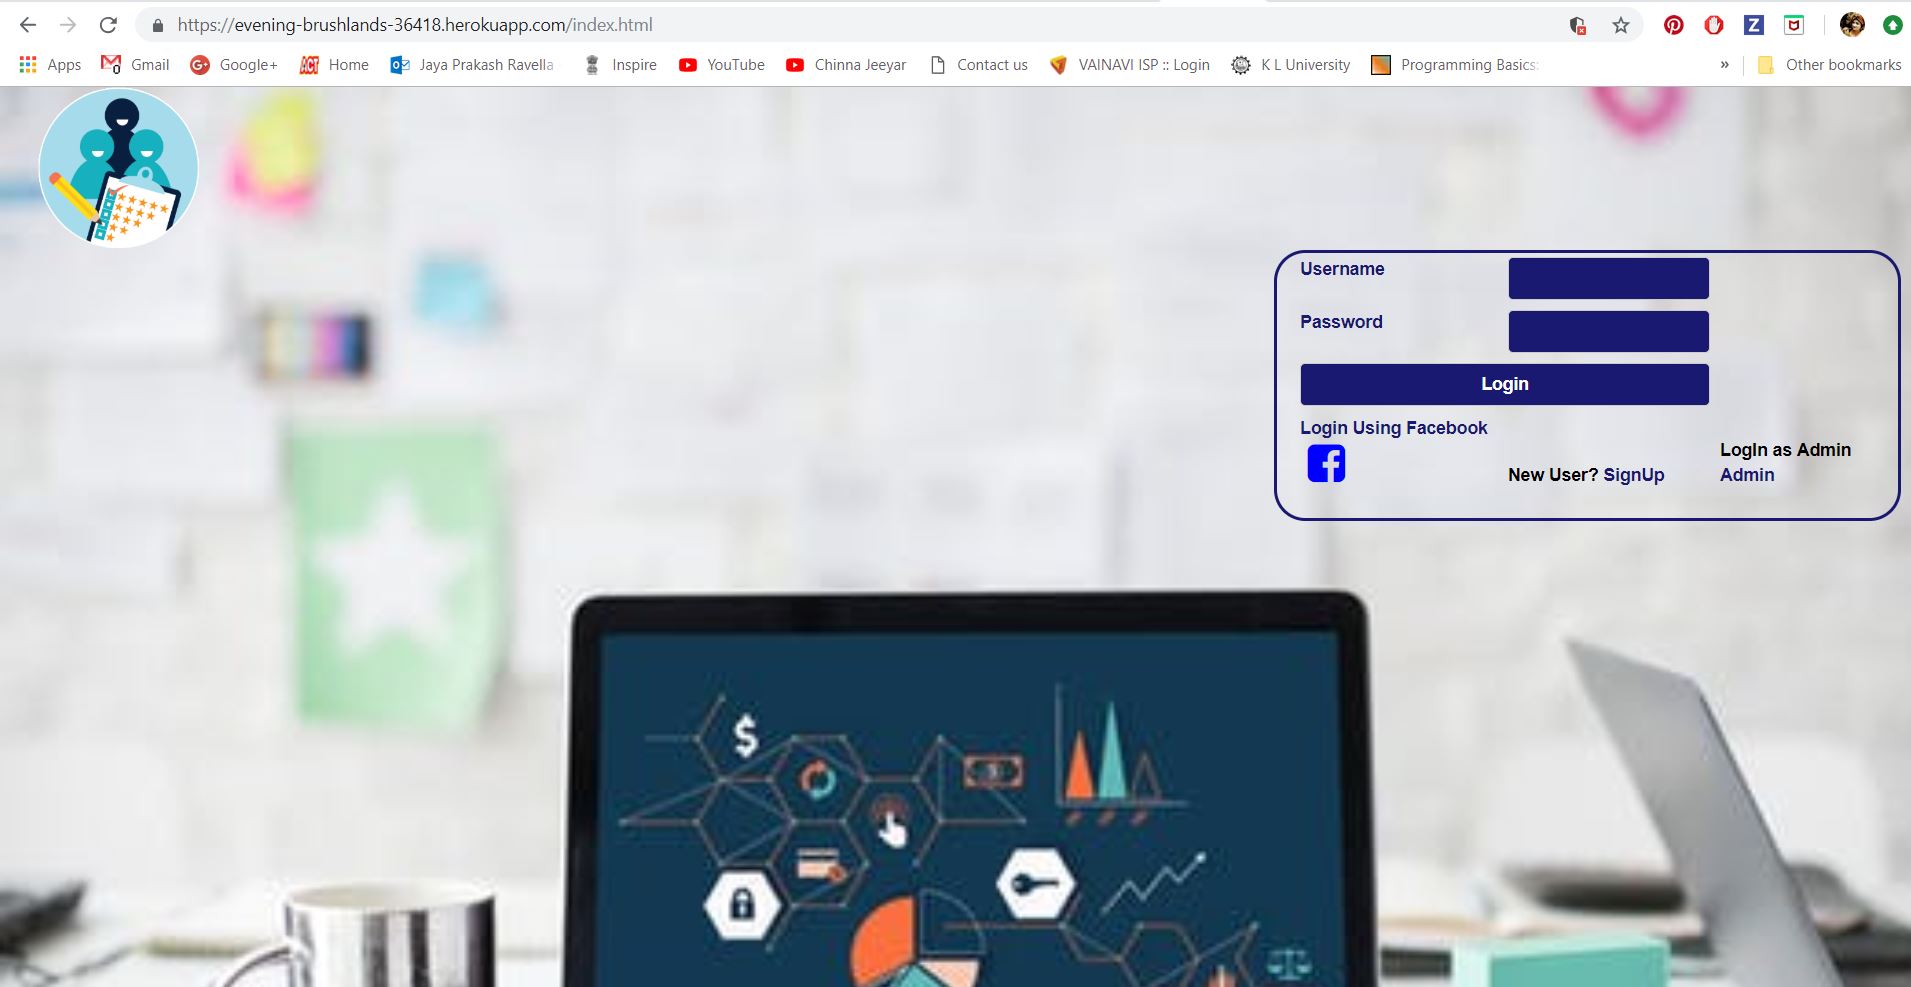 https://evening-brushlands-36418.herokuapp.com/index.html
Apps Gmail Google+ Home Jaya Prakash Ravella Inspire YouTube Chinna Jeeyar Contact us VAINAVI ISP :: Login K L University Programming Basics: » Other bookmarks
Username
Password
Login
Login Using Facebook
LogIn as Admin
New User? SignUp Admin